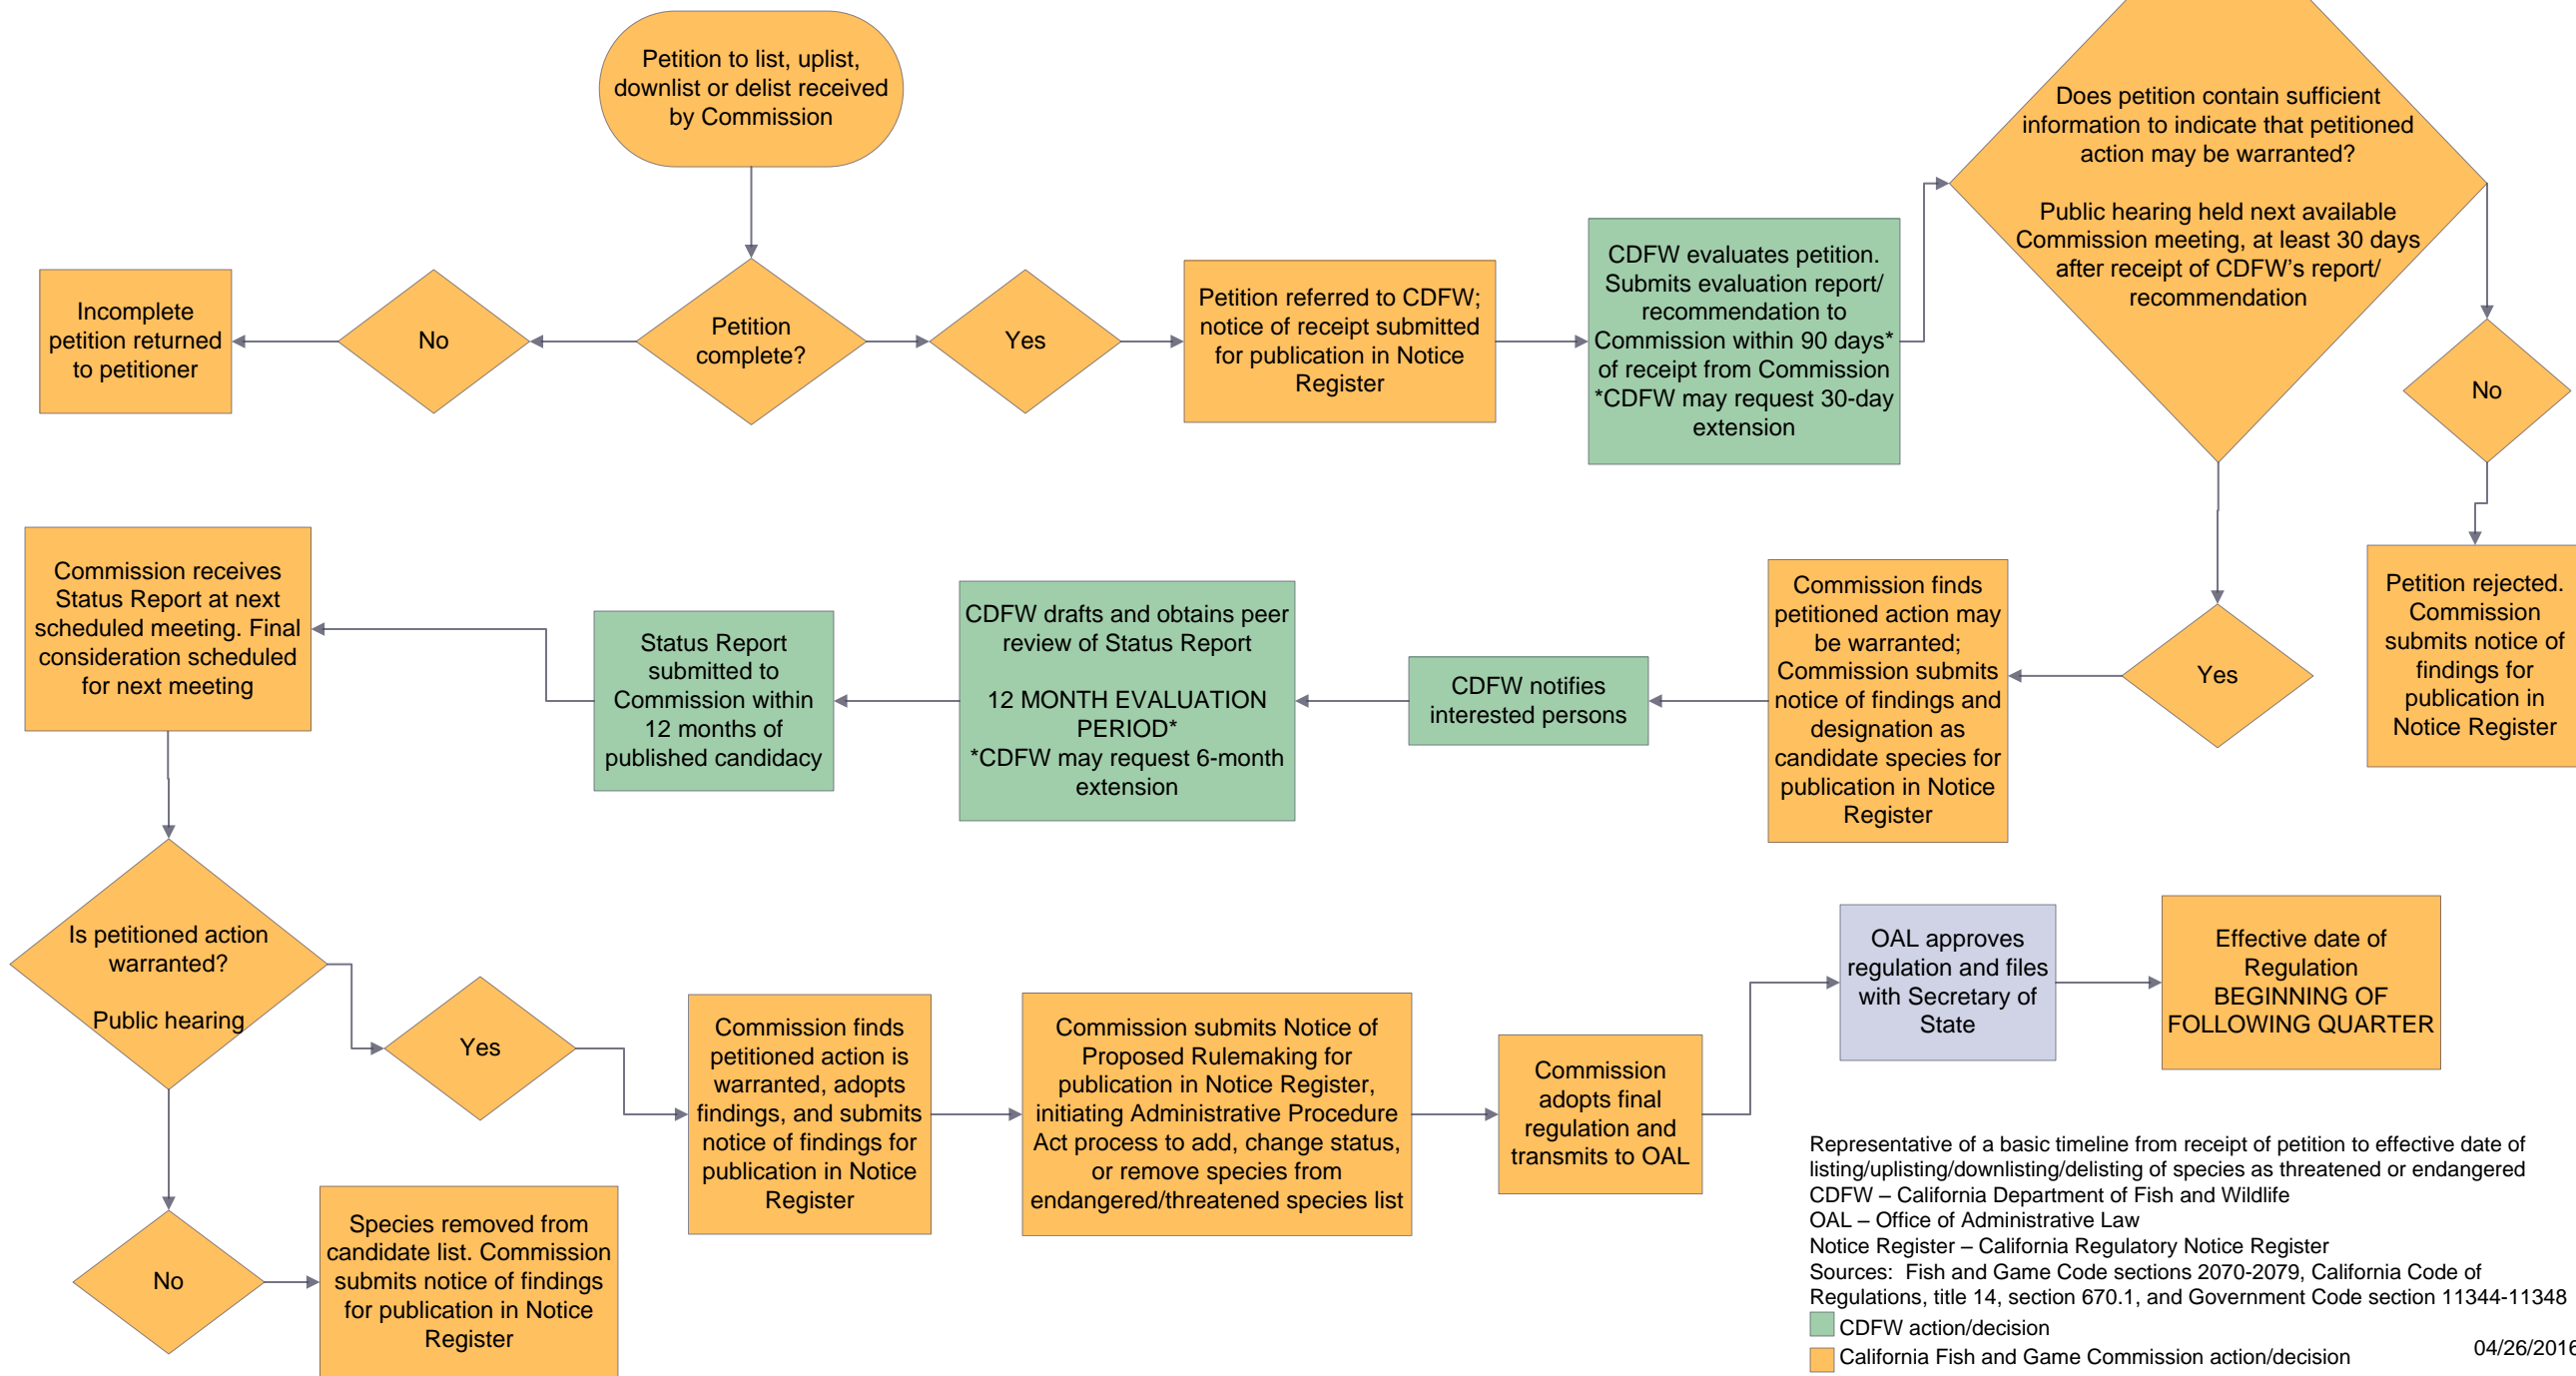 Petition to list, uplist,
downlist or delist received
by Commission
Incomplete
petition returned
to petitioner
No
Petition
complete?
Yes
Petition referred to CDFW;
notice of receipt submitted
for publication in Notice
Register
CDFW evaluates petition.
Submits evaluation report/
recommendation to
Commission within 90 days*
of receipt from Commission
*CDFW may request 30-day
extension
Does petition contain sufficient
information to indicate that petitioned
action may be warranted?
Public hearing held next available
Commission meeting, at least 30 days
after receipt of CDFW's report/
recommendation
No
Petition rejected.
Commission
submits notice of
findings for
publication in
Notice Register
Yes
Commission finds
petitioned action may
be warranted;
Commission submits
notice of findings and
designation as
candidate species for
publication in Notice
Register
CDFW notifies
interested persons
CDFW drafts and obtains peer
review of Status Report
12 MONTH EVALUATION
PERIOD*
*CDFW may request 6-month
extension
Status Report
submitted to
Commission within
12 months of
published candidacy
Commission receives
Status Report at next
scheduled meeting. Final
consideration scheduled
for next meeting
Is petitioned action
warranted?
Public hearing
Yes
No
Species removed from
candidate list. Commission
submits notice of findings
for publication in Notice
Register
Commission finds
petitioned action is
warranted, adopts
findings, and submits
notice of findings for
publication in Notice
Register
Commission submits Notice of
Proposed Rulemaking for
publication in Notice Register,
initiating Administrative Procedure
Act process to add, change status,
or remove species from
endangered/threatened species list
Commission
adopts final
regulation and
transmits to OAL
OAL approves
regulation and files
with Secretary of
State
Effective date of
Regulation
BEGINNING OF
FOLLOWING QUARTER
Representative of a basic timeline from receipt of petition to effective date of
listing/uplisting/downlisting/delisting of species as threatened or endangered
CDFW – California Department of Fish and Wildlife
OAL – Office of Administrative Law
Notice Register – California Regulatory Notice Register
Sources: Fish and Game Code sections 2070-2079, California Code of
Regulations, title 14, section 670.1, and Government Code section 11344-11348
CDFW action/decision
California Fish and Game Commission action/decision
04/26/2016